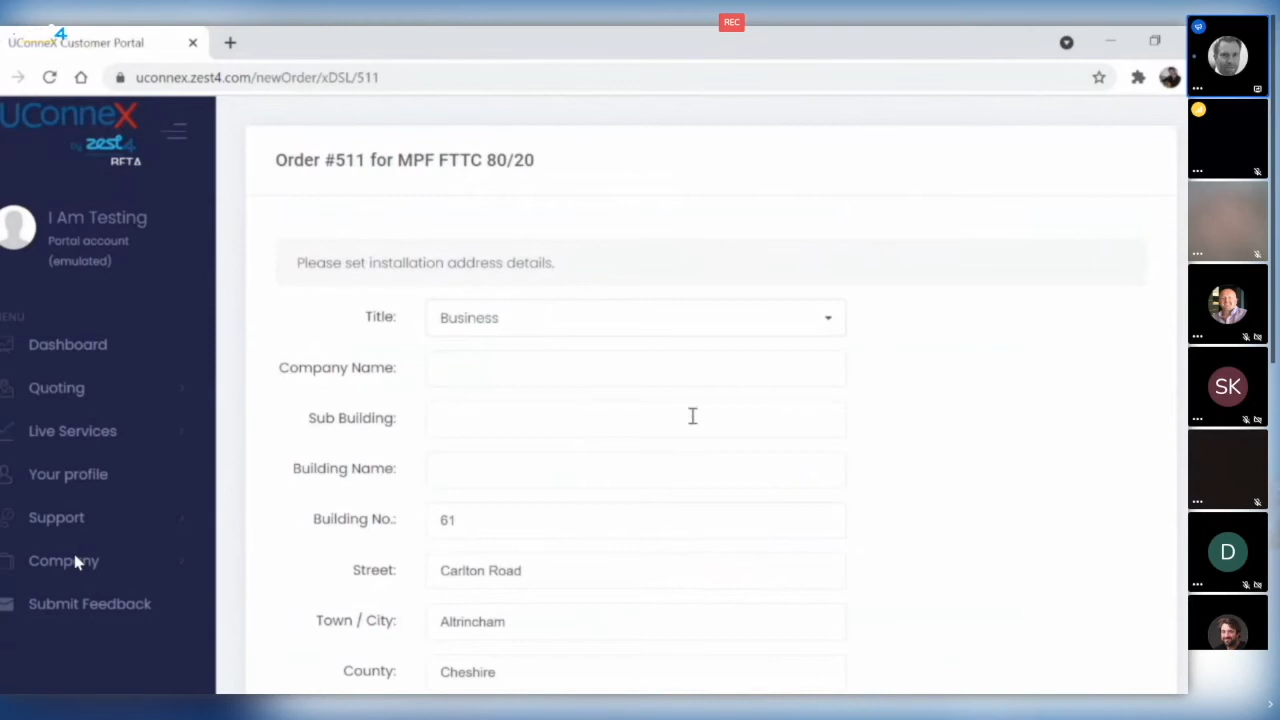 REC
4
UConneX Customer Portal
uconnex.zest4.com/newOrder/xDSL/511
UConneX
by zest4
BETA
I Am Testing
Portal account
(emulated)
Dashboard
Quoting
Live Services
Your profile
Support
Company
Submit Feedback
Order #511 for MPF FTTC 80/20
Please set installation address details.
Title: Business
Company Name:
Sub Building:
Building Name:
Building No.: 61
Street: Carlton Road
Town / City: Altrincham
County: Cheshire
SK
D